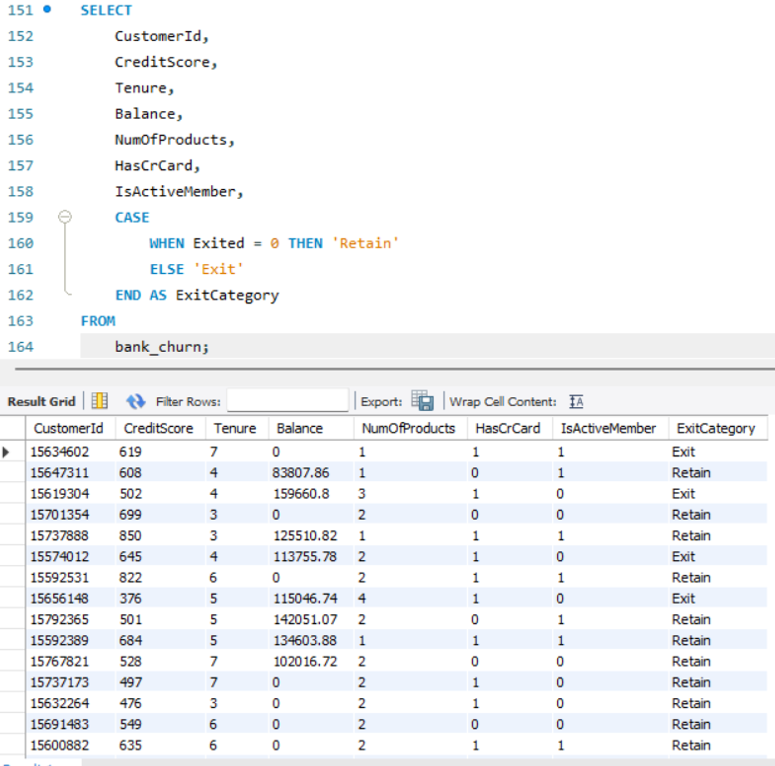 151 SELECT
152 CustomerId,
153 CreditScore,
154 Tenure,
155 Balance,
156 NumOfProducts,
157 HasCrCard,
158 IsActiveMember,
159 CASE
160 WHEN Exited = 0 THEN 'Retain'
161 ELSE 'Exit'
162 END AS ExitCategory
163 FROM
164 bank_churn;
Result Grid Filter Rows: Export: Wrap Cell Content:
CustomerId CreditScore Tenure Balance NumOfProducts HasCrCard IsActiveMember ExitCategory
15634602 619 7 0 1 1 1 Exit
15647311 608 4 83807.86 1 0 1 Retain
15619304 502 4 159660.8 3 1 0 Exit
15701354 699 3 0 2 0 0 Retain
15737888 850 3 125510.82 1 1 1 Retain
15574012 645 4 113755.78 2 1 0 Exit
15592531 822 6 0 2 1 1 Retain
15656148 376 5 115046.74 4 1 0 Exit
15792365 501 5 142051.07 2 0 1 Retain
15592389 684 5 134603.88 1 1 1 Retain
15767821 528 7 102016.72 2 0 0 Retain
15737173 497 7 0 2 1 0 Retain
15632264 476 3 0 2 1 0 Retain
15691483 549 6 0 2 0 0 Retain
15600882 635 6 0 2 1 1 Retain